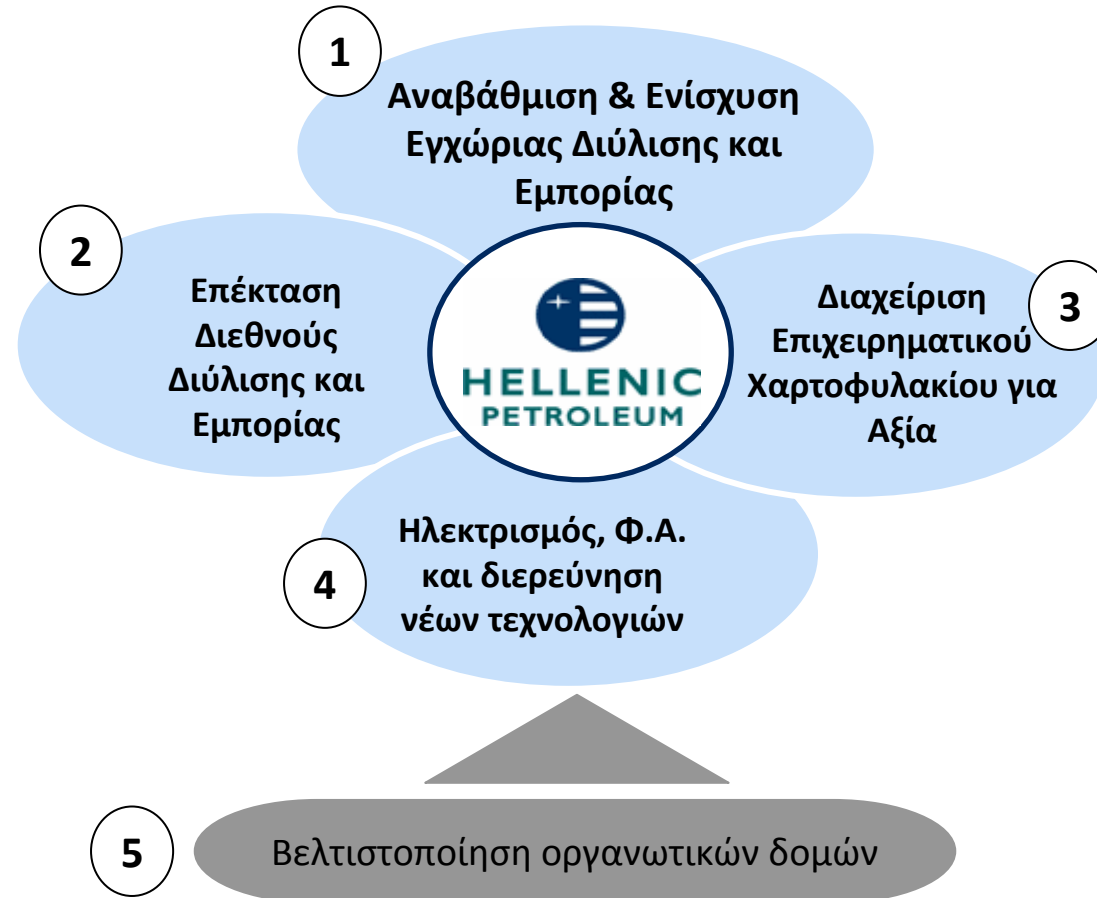 1
Αναβάθμιση & Ενίσχυση
Εγχώριας Διύλισης και
Εμπορίας
2
Επέκταση
Διεθνούς
Διύλισης και
Εμπορίας
HELLENIC
PETROLEUM
3
Διαχείριση
Επιχειρηματικού
Χαρτοφυλακίου για
Αξία
4
Ηλεκτρισμός, Φ.Α.
και διερεύνηση
νέων τεχνολογιών
5
Βελτιστοποίηση οργανωτικών δομών